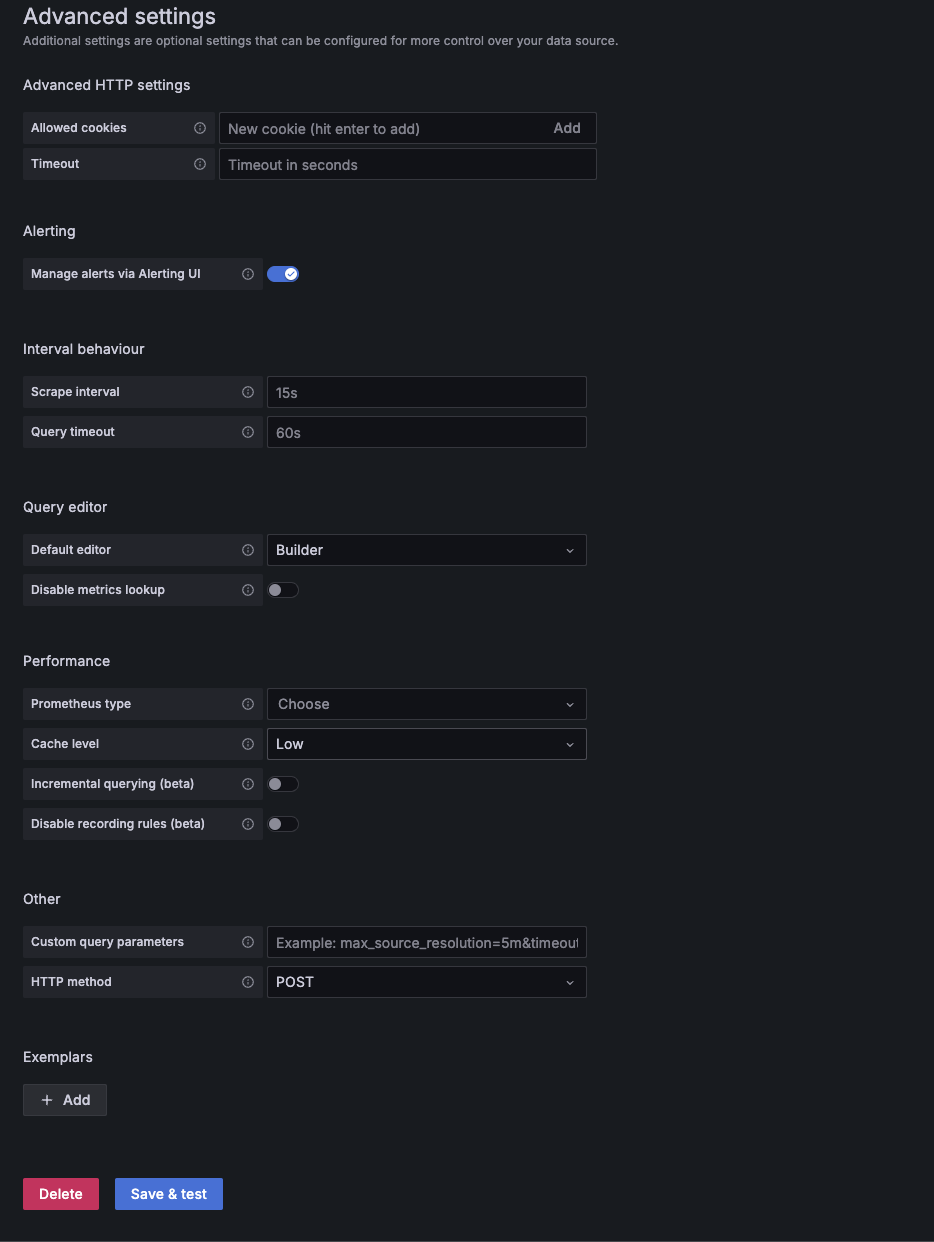 Advanced settings
Additional settings are optional settings that can be configured for more control over your data source.
Advanced HTTP settings
Allowed cookies New cookie (hit enter to add) Add
Timeout Timeout in seconds
Alerting
Manage alerts via Alerting UI
Interval behaviour
Scrape interval 15s
Query timeout 60s
Query editor
Default editor Builder
Disable metrics lookup
Performance
Prometheus type Choose
Cache level Low
Incremental querying (beta)
Disable recording rules (beta)
Other
Custom query parameters Example: max_source_resolution=5m&timeout
HTTP method POST
Exemplars
+ Add
Delete Save & test